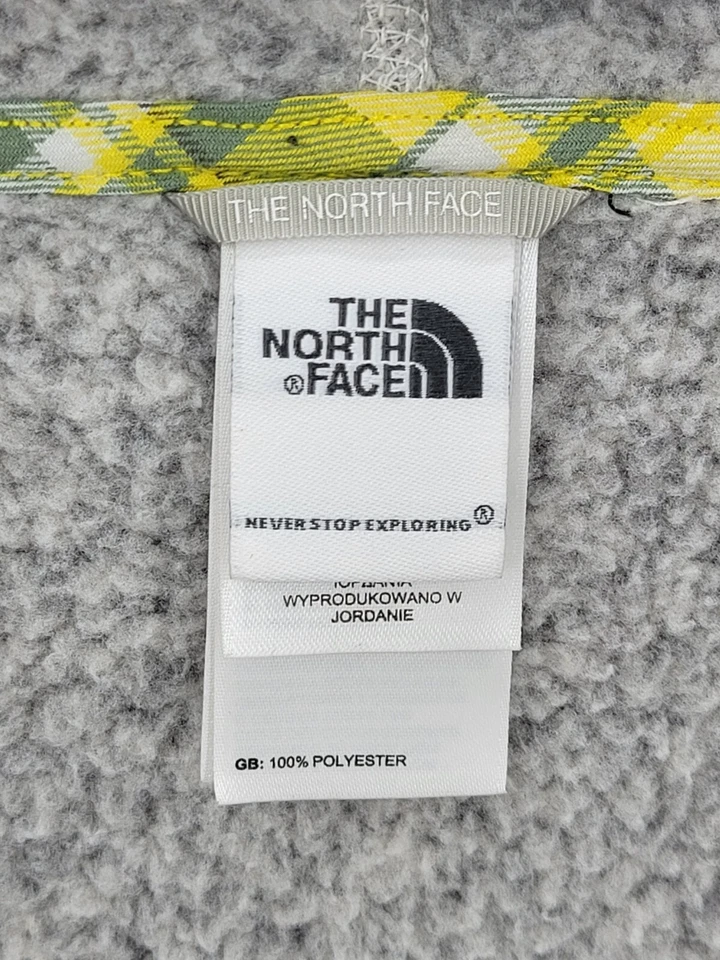 THE NORTH FACE
THE
NORTH
®FACE
NEVER STOP EXPLORING®
WYPRODUKOWANO W
JORDANIE
GB: 100% POLYESTER